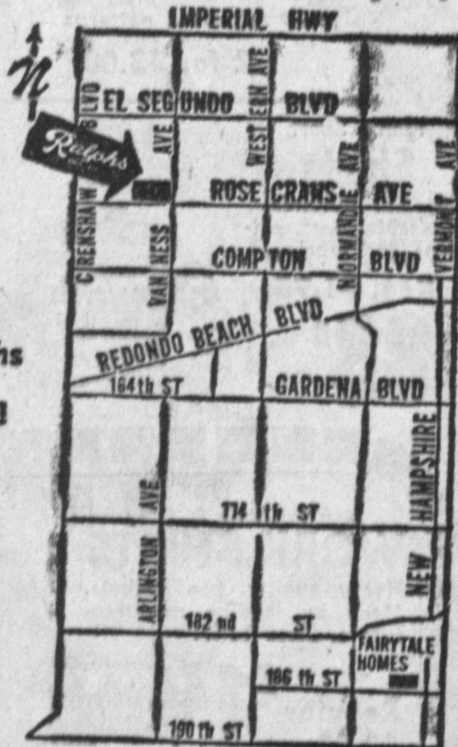 IMPERIAL HWY
N
EL SEGUNDO BLVD
CRENSHAW BLVD
VAN NESS AVE
WESTERN AVE
NORMANDIE AVE
VERMONT AVE
Ralphs
ROSE CRANS AVE
COMPTON BLVD
REDONDO BEACH BLVD
hs
164th ST
GARDENA BLVD
ARLINGTON AVE
NEW HAMPSHIRE
174 th ST
182 nd ST
FAIRYTALE
HOMES
186 th ST
190 th ST